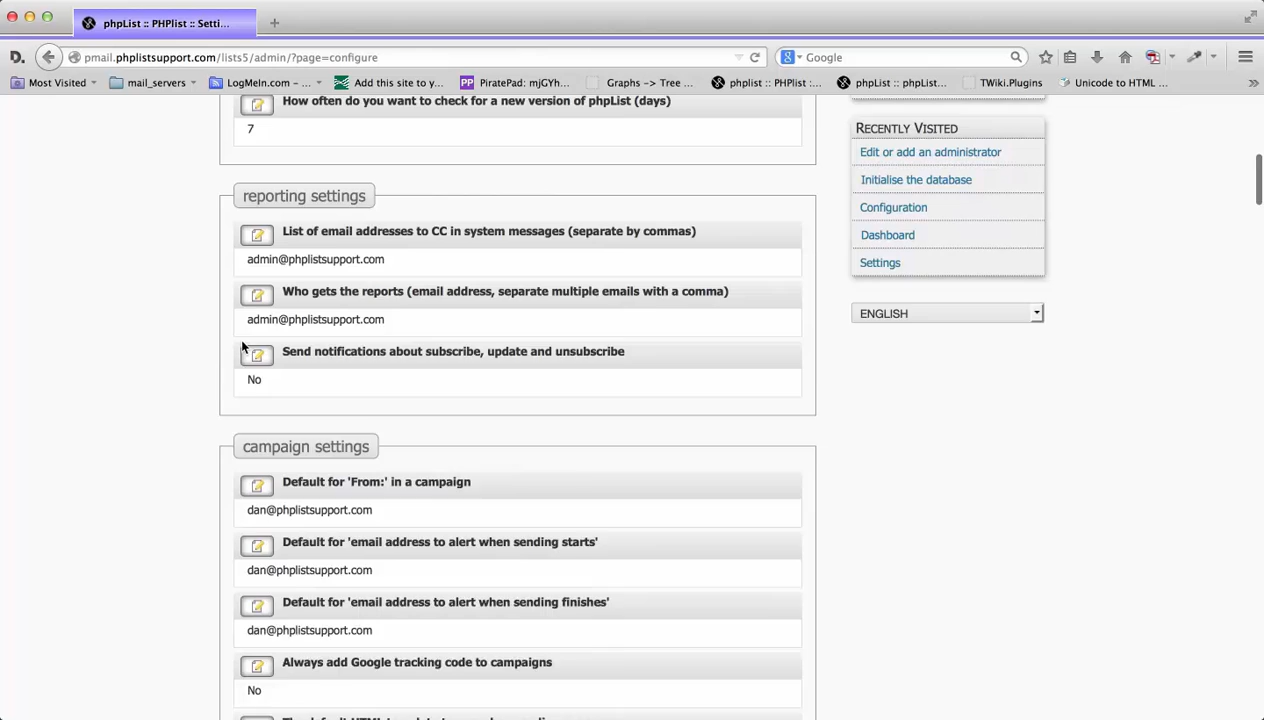 phpList :: PHPlist :: Setti...
D.
pmail.phplistsupport.com/lists5/admin/?page=configure
Google
Most Visited
mail_servers
LogMeIn.com – ...
Add this site to y...
PiratePad: mjGYh...
Graphs -> Tree ...
phplist :: PHPlist :...
phpList :: phpList...
TWiki.Plugins
Unicode to HTML ...
How often do you want to check for a new version of phpList (days)
7
reporting settings
List of email addresses to CC in system messages (separate by commas)
admin@phplistsupport.com
Who gets the reports (email address, separate multiple emails with a comma)
admin@phplistsupport.com
Send notifications about subscribe, update and unsubscribe
No
campaign settings
Default for 'From:' in a campaign
dan@phplistsupport.com
Default for 'email address to alert when sending starts'
dan@phplistsupport.com
Default for 'email address to alert when sending finishes'
dan@phplistsupport.com
Always add Google tracking code to campaigns
No
RECENTLY VISITED
Edit or add an administrator
Initialise the database
Configuration
Dashboard
Settings
ENGLISH